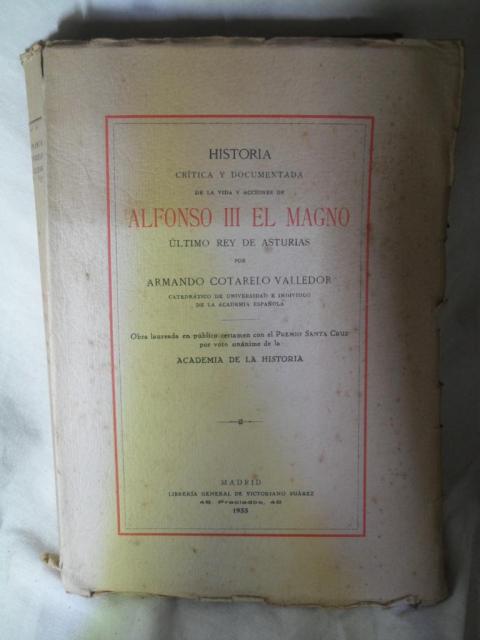 HISTORIA
CRÍTICA Y DOCUMENTADA
DE LA VIDA Y ACCIONES DE
ALFONSO III EL MAGNO
ÚLTIMO REY DE ASTURIAS
POR
ARMANDO COTARELO VALLEDOR
CATEDRÁTICO DE UNIVERSIDAD E INDIVIDUO
DE LA ACADEMIA ESPAÑOLA
Obra laureada en público certamen con el PREMIO SANTA CRUZ
por voto unánime de la
ACADEMIA DE LA HISTORIA
MADRID
LIBRERÍA GENERAL DE VICTORIANO SUÁREZ
48, Preciados, 48
1933